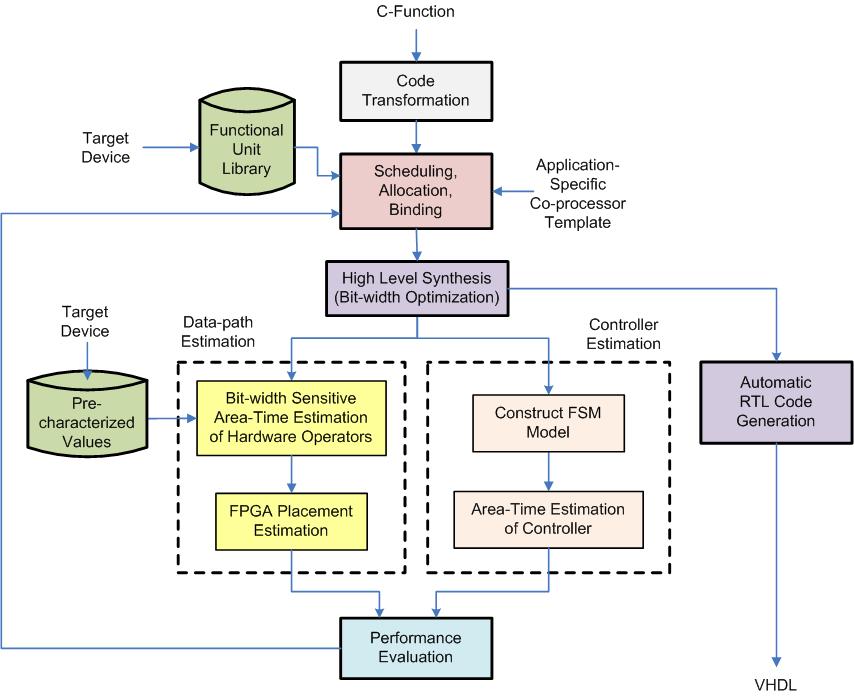 C-Function
Code
Transformation
Target
Device
Functional
Unit
Library
Scheduling,
Allocation,
Binding
Application-
Specific
Co-processor
Template
High Level Synthesis
(Bit-width Optimization)
Target
Device
Data-path
Estimation
Controller
Estimation
Pre-
characterized
Values
Bit-width Sensitive
Area-Time Estimation
of Hardware Operators
Construct FSM
Model
Automatic
RTL Code
Generation
FPGA Placement
Estimation
Area-Time Estimation
of Controller
Performance
Evaluation
VHDL